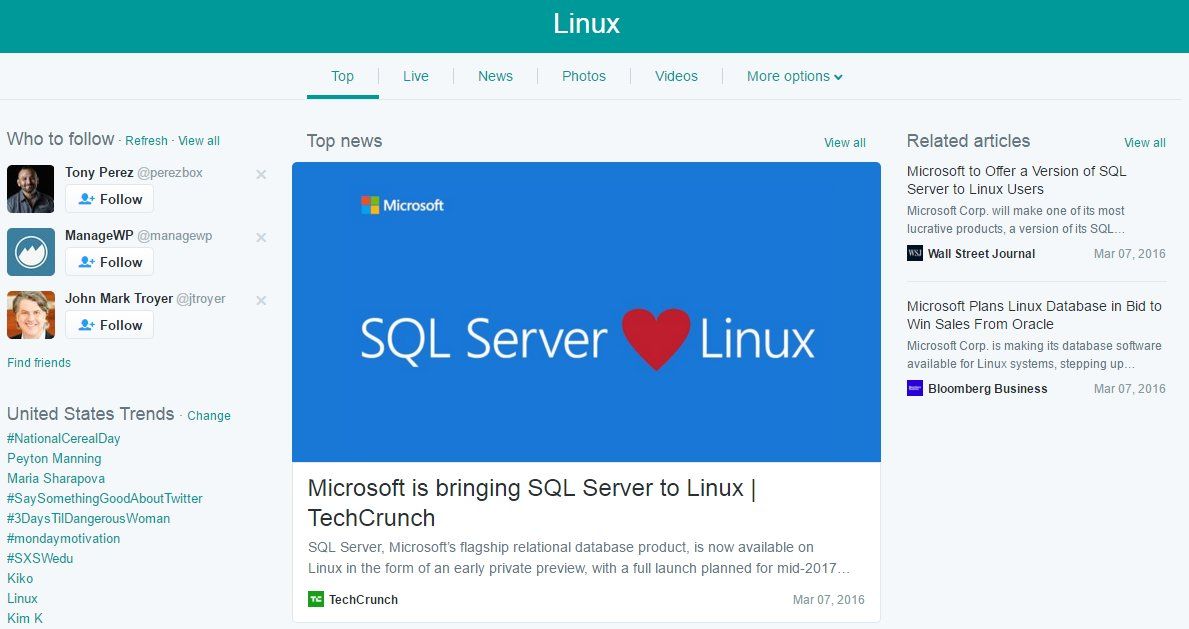 Linux
Top
Live
News
Photos
Videos
More options
Who to follow · Refresh · View all
Tony Perez @perezbox
Follow
ManageWP @managewp
Follow
John Mark Troyer @jtroyer
Follow
Find friends
United States Trends · Change
#NationalCerealDay
Peyton Manning
Maria Sharapova
#SaySomethingGoodAboutTwitter
#3DaysTilDangerousWoman
#mondaymotivation
#SXSWedu
Kiko
Linux
Kim K
Top news
View all
Microsoft
SQL Server Linux
Microsoft is bringing SQL Server to Linux |
TechCrunch
SQL Server, Microsoft's flagship relational database product, is now available on
Linux in the form of an early private preview, with a full launch planned for mid-2017…
TechCrunch
Mar 07, 2016
Related articles
View all
Microsoft to Offer a Version of SQL
Server to Linux Users
Microsoft Corp. will make one of its most
lucrative products, a version of its SQL…
WSJ
Wall Street Journal
Mar 07, 2016
Microsoft Plans Linux Database in Bid to
Win Sales From Oracle
Microsoft Corp. is making its database software
available for Linux systems, stepping up…
Bloomberg Business
Mar 07, 2016